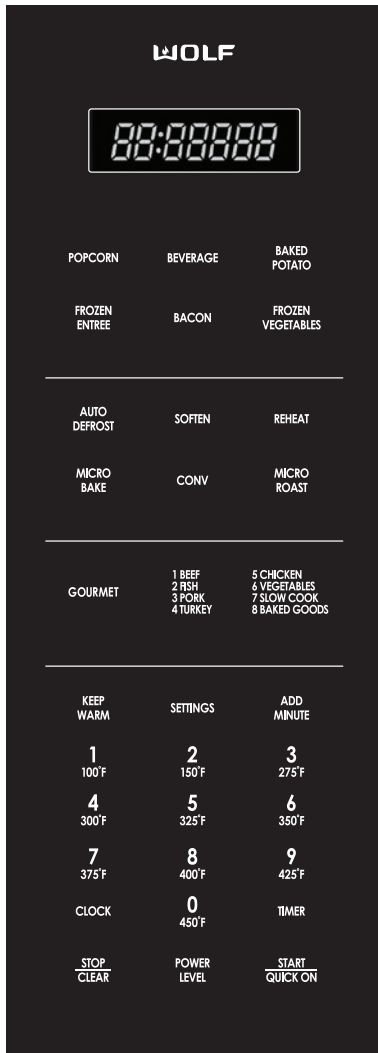 WOLF
88:88888
POPCORN
BEVERAGE
BAKED
POTATO
FROZEN
ENTREE
BACON
FROZEN
VEGETABLES
AUTO
DEFROST
SOFTEN
REHEAT
MICRO
BAKE
CONV
MICRO
ROAST
GOURMET
1 BEEF
2 FISH
3 PORK
4 TURKEY
5 CHICKEN
6 VEGETABLES
7 SLOW COOK
8 BAKED GOODS
KEEP
WARM
SETTINGS
ADD
MINUTE
1
100°F
2
150°F
3
275°F
4
300°F
5
325°F
6
350°F
7
375°F
8
400°F
9
425°F
CLOCK
0
450°F
TIMER
STOP
CLEAR
POWER
LEVEL
START
QUICK ON